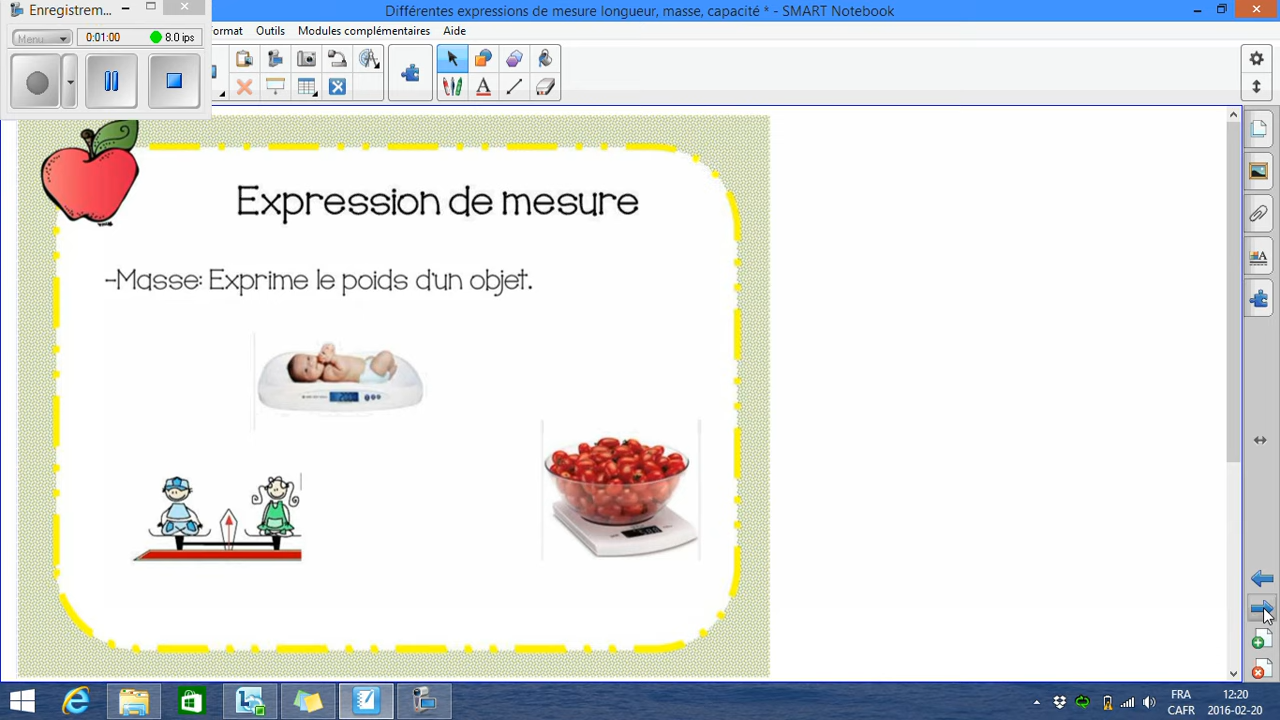 Différentes expressions de mesure longueur, masse, capacité * - SMART Notebook
Enregistrem...
Menu
0:01:00
8.0 ips
Format Outils Modules complémentaires Aide
Expression de mesure
-Masse: Exprime le poids d'un objet.
FRA
CAFR
12:20
2016-02-20